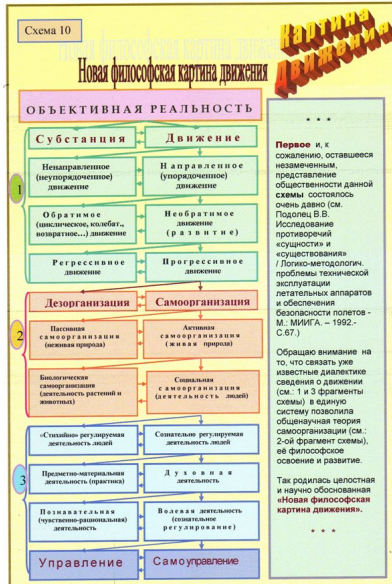 Схема 10
Картина
Движения
Новая философская картина движения
ОБЪЕКТИВНАЯ РЕАЛЬНОСТЬ
Субстанция
Движение
1
Ненаправленное
(неупорядоченное)
движение
Направленное
(упорядоченное)
движение
Обратимое
(циклическое, колебат.,
возвратное...) движение
Необратимое
движение
(развитие)
Регрессивное
движение
Прогрессивное
движение
2
Дезорганизация
Самоорганизация
Пассивная
самоорганизация
(неживая природа)
Активная
самоорганизация
(живая природа)
Биологическая
самоорганизация
(деятельность растений и
животных)
Социальная
самоорганизация
(деятельность людей)
3
«Стихийно» регулируемая
деятельность людей
Сознательно регулируемая
деятельность людей
Предметно-материальная
деятельность (практика)
Духовная
деятельность
Познавательная
(чувственно-рациональная)
деятельность
Волевая деятельность
(сознательное
регулирование)
Управление
Самоуправление
* * *
Первое и, к
сожалению, оставшееся
незамеченным,
представление
общественности данной
схемы состоялось
очень давно (см.
Подолец В.В.
Исследование
противоречий
«сущности» и
«существования»
/ Логико-методологич.
проблемы технической
эксплуатации
летательных аппаратов
и обеспечения
безопасности полетов -
М.: МИИГА. – 1992.-
С.67.)
Обращаю внимание на
то, что связать уже
известные диалектике
сведения о движении
(см.: 1 и 3 фрагменты
схемы) в единую
систему позволила
общенаучная теория
самоорганизации (см.:
2-ой фрагмент схемы),
её философское
освоение и развитие.
Так родилась целостная
и научно обоснованная
«Новая философская
картина движения».
* * *